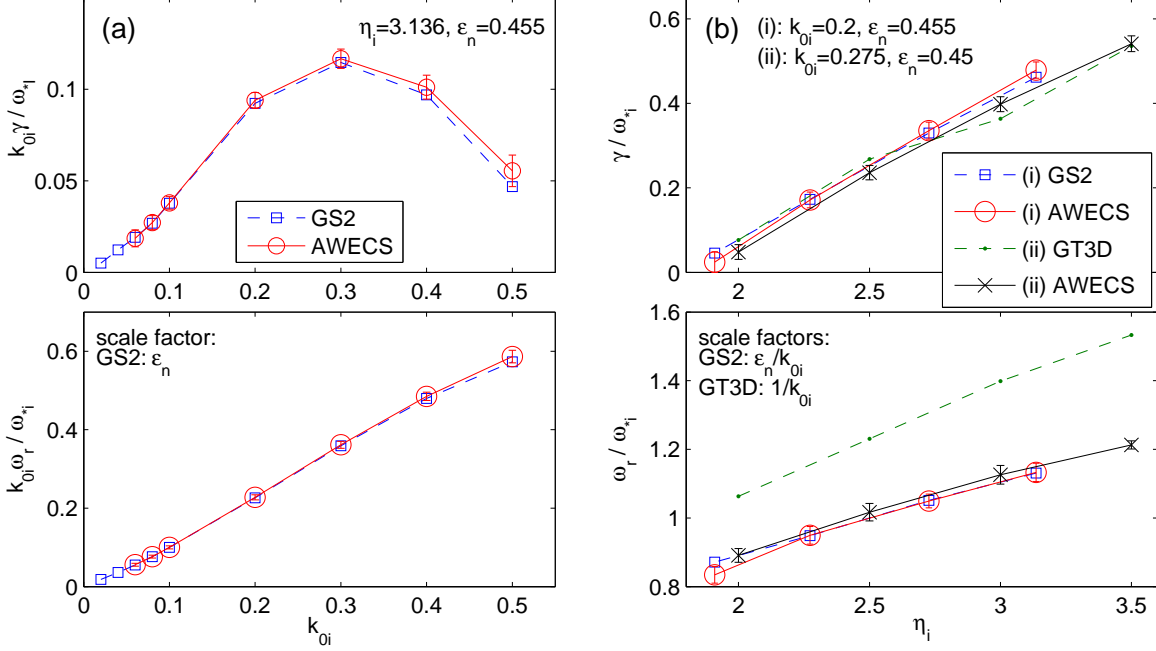 (a)
η_i=3.136, ε_n=0.455
k_0iγ / ω_*i
0.1
0.05
0
GS2
AWECS
0 0.1 0.2 0.3 0.4 0.5
scale factor:
GS2: ε_n
k_0iω_r / ω_*i
0.6
0.4
0.2
0
0 0.1 0.2 0.3 0.4 0.5
k_0i
(b)
(i): k_0i=0.2, ε_n=0.455
(ii): k_0i=0.275, ε_n=0.45
γ / ω_*i
0.6
0.4
0.2
0
(i) GS2
(i) AWECS
(ii) GT3D
(ii) AWECS
2 2.5 3 3.5
scale factors:
GS2: ε_n/k_0i
GT3D: 1/k_0i
ω_r / ω_*i
1.6
1.4
1.2
1
0.8
2 2.5 3 3.5
η_i